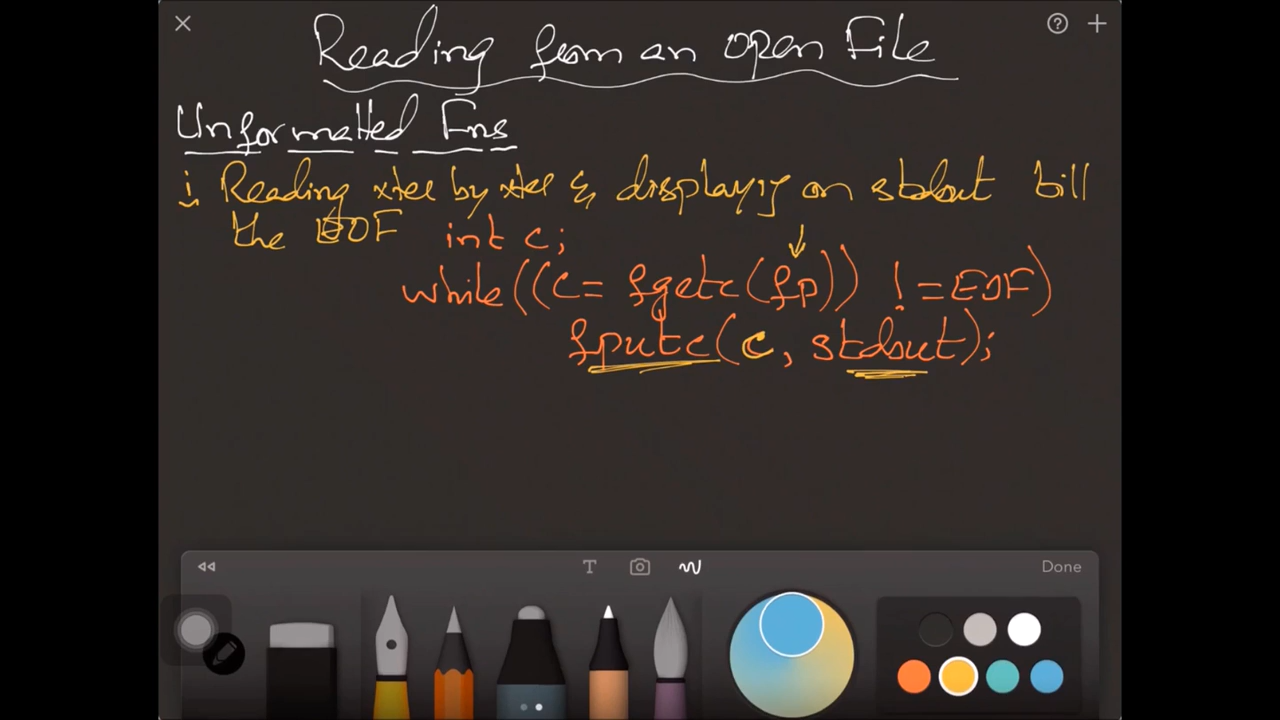 Reading from an open File
Unformatted Fns
i Reading xter by xter & displayig on stdout till
the EOF
int c;
while((c= fgetc(fp)) != EOF)
fputc(c, stdout);
T
Done